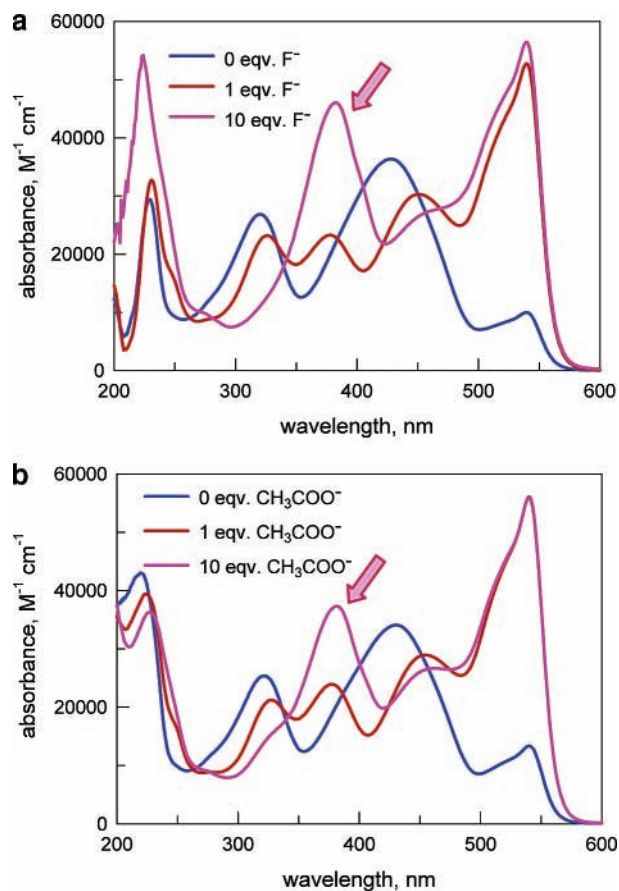 a
60000
40000
20000
0
absorbance, M⁻¹ cm⁻¹
0 eqv. F⁻
1 eqv. F⁻
10 eqv. F⁻
200 300 400 500 600
wavelength, nm
b
60000
40000
20000
0
absorbance, M⁻¹ cm⁻¹
0 eqv. CH₃COO⁻
1 eqv. CH₃COO⁻
10 eqv. CH₃COO⁻
200 300 400 500 600
wavelength, nm